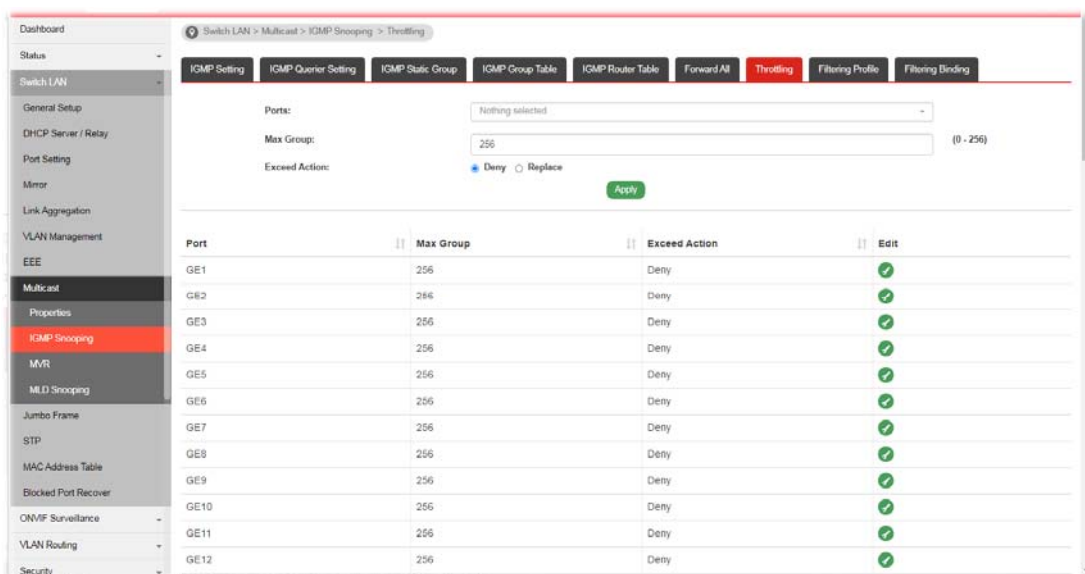 Dashboard
Status
Switch LAN
General Setup
DHCP Server / Relay
Port Setting
Mirror
Link Aggregation
VLAN Management
EEE
Multicast
Properties
IGMP Snooping
MVR
MLD Snooping
Jumbo Frame
STP
MAC Address Table
Blocked Port Recover
ONVIF Surveillance
VLAN Routing
Security
Switch LAN > Multicast > IGMP Snooping > Throttling
IGMP Setting IGMP Querier Setting IGMP Static Group IGMP Group Table IGMP Router Table Forward All Throttling Filtering Profile Filtering Binding
Ports: Nothing selected
Max Group: 256 (0 - 256)
Exceed Action: Deny Replace
Apply
Port Max Group Exceed Action Edit
GE1 256 Deny
GE2 256 Deny
GE3 256 Deny
GE4 256 Deny
GE5 256 Deny
GE6 256 Deny
GE7 256 Deny
GE8 256 Deny
GE9 256 Deny
GE10 256 Deny
GE11 256 Deny
GE12 256 Deny